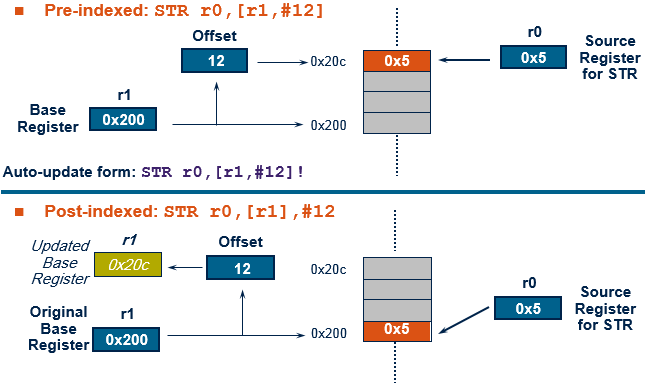 Pre-indexed: STR r0,[r1,#12]
Offset
12
0x20c
0x5
r0
0x5
Source
Register
for STR
r1
Base
Register
0x200
0x200
Auto-update form: STR r0,[r1,#12]!
Post-indexed: STR r0,[r1],#12
Updated
Base
Register
r1
0x20c
Offset
12
0x20c
r0
0x5
Source
Register
for STR
Original
Base
Register
r1
0x200
0x200
0x5